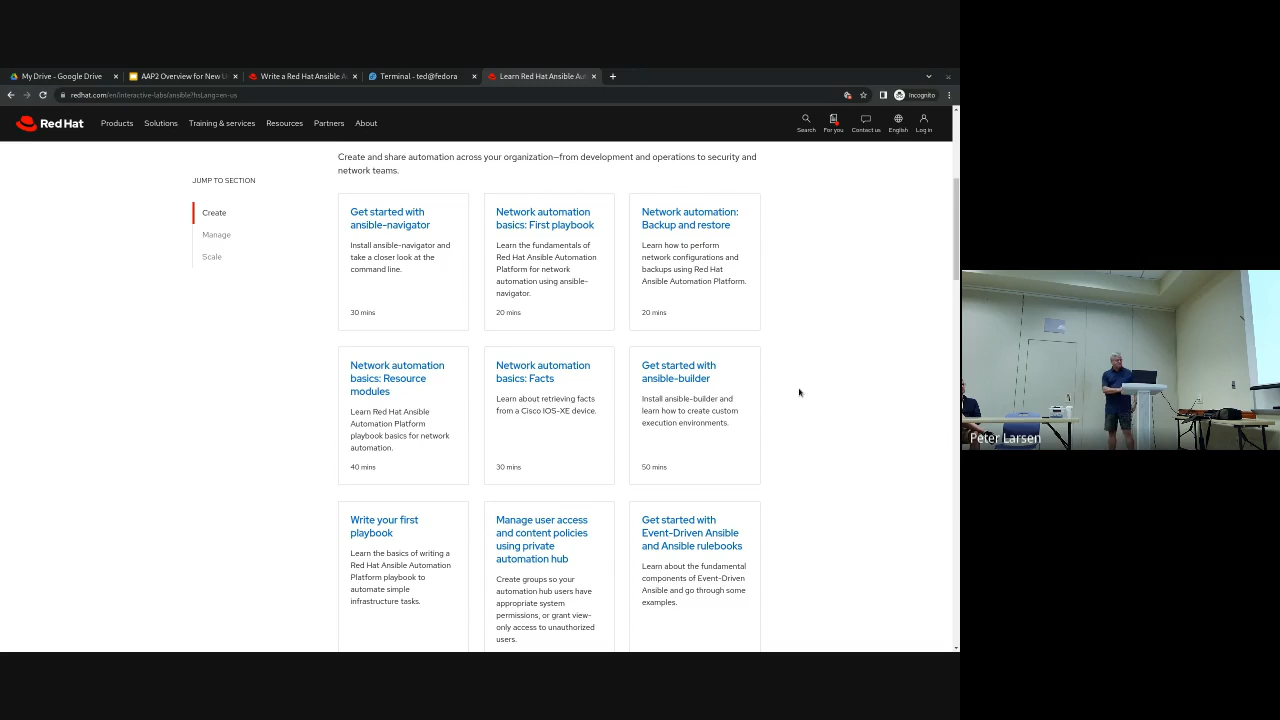 My Drive - Google Drive
AAP2 Overview for New U
Write a Red Hat Ansible A
Terminal - ted@fedora
Learn Red Hat Ansible Aut
redhat.com/en/interactive-labs/ansible?hsLang=en-us
Incognito
Red Hat
Products
Solutions
Training & services
Resources
Partners
About
Search
For you
Contact us
English
Log in
JUMP TO SECTION
Create
Manage
Scale
Create and share automation across your organization—from development and operations to security and
network teams.
Get started with
ansible-navigator
Install ansible-navigator and
take a closer look at the
command line.
30 mins
Network automation
basics: First playbook
Learn the fundamentals of
Red Hat Ansible Automation
Platform for network
automation using ansible-
navigator.
20 mins
Network automation:
Backup and restore
Learn how to perform
network configurations and
backups using Red Hat
Ansible Automation Platform.
20 mins
Network automation
basics: Resource
modules
Learn Red Hat Ansible
Automation Platform
playbook basics for network
automation.
40 mins
Network automation
basics: Facts
Learn about retrieving facts
from a Cisco IOS-XE device.
30 mins
Get started with
ansible-builder
Install ansible-builder and
learn how to create custom
execution environments.
50 mins
Write your first
playbook
Learn the basics of writing a
Red Hat Ansible Automation
Platform playbook to
automate simple
infrastructure tasks.
Manage user access
and content policies
using private
automation hub
Create groups so your
automation hub users have
appropriate system
permissions, or grant view-
only access to unauthorized
users.
Get started with
Event-Driven Ansible
and Ansible rulebooks
Learn about the fundamental
components of Event-Driven
Ansible and go through some
examples.
Peter Larsen